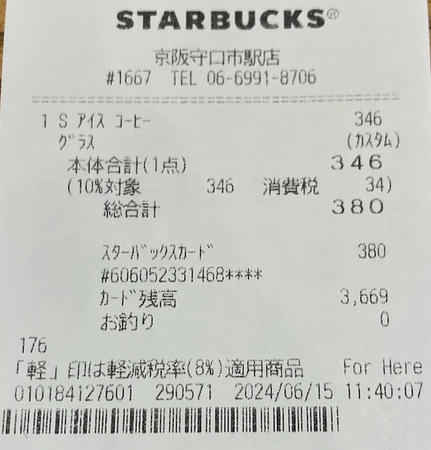 STARBUCKS®
京阪守口市駅店
#1667 TEL 06-6991-8706
1 S アイス コーヒー 346
グラス (カスタム)
本体合計(1点) 346
(10%対象 346 消費税 34)
総合計 380
スターバックスカード 380
#606052331468****
カード残高 3,669
お釣り 0
176
「軽」印は軽減税率(8%)適用商品 For Here
010184127601 290571 2024/06/15 11:40:07